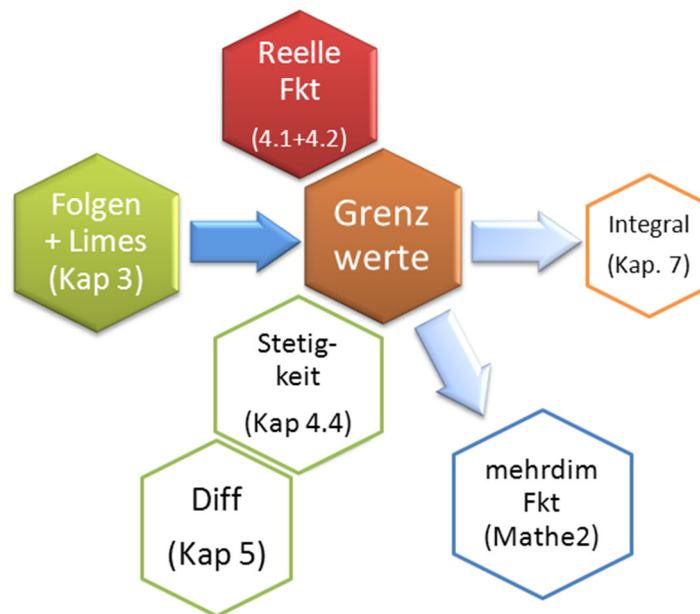 Reelle
Fkt
(4.1+4.2)
Folgen
+ Limes
(Kap 3)
Grenz
werte
Integral
(Kap. 7)
Stetig-
keit
(Kap 4.4)
Diff
(Kap 5)
mehrdim
Fkt
(Mathe2)